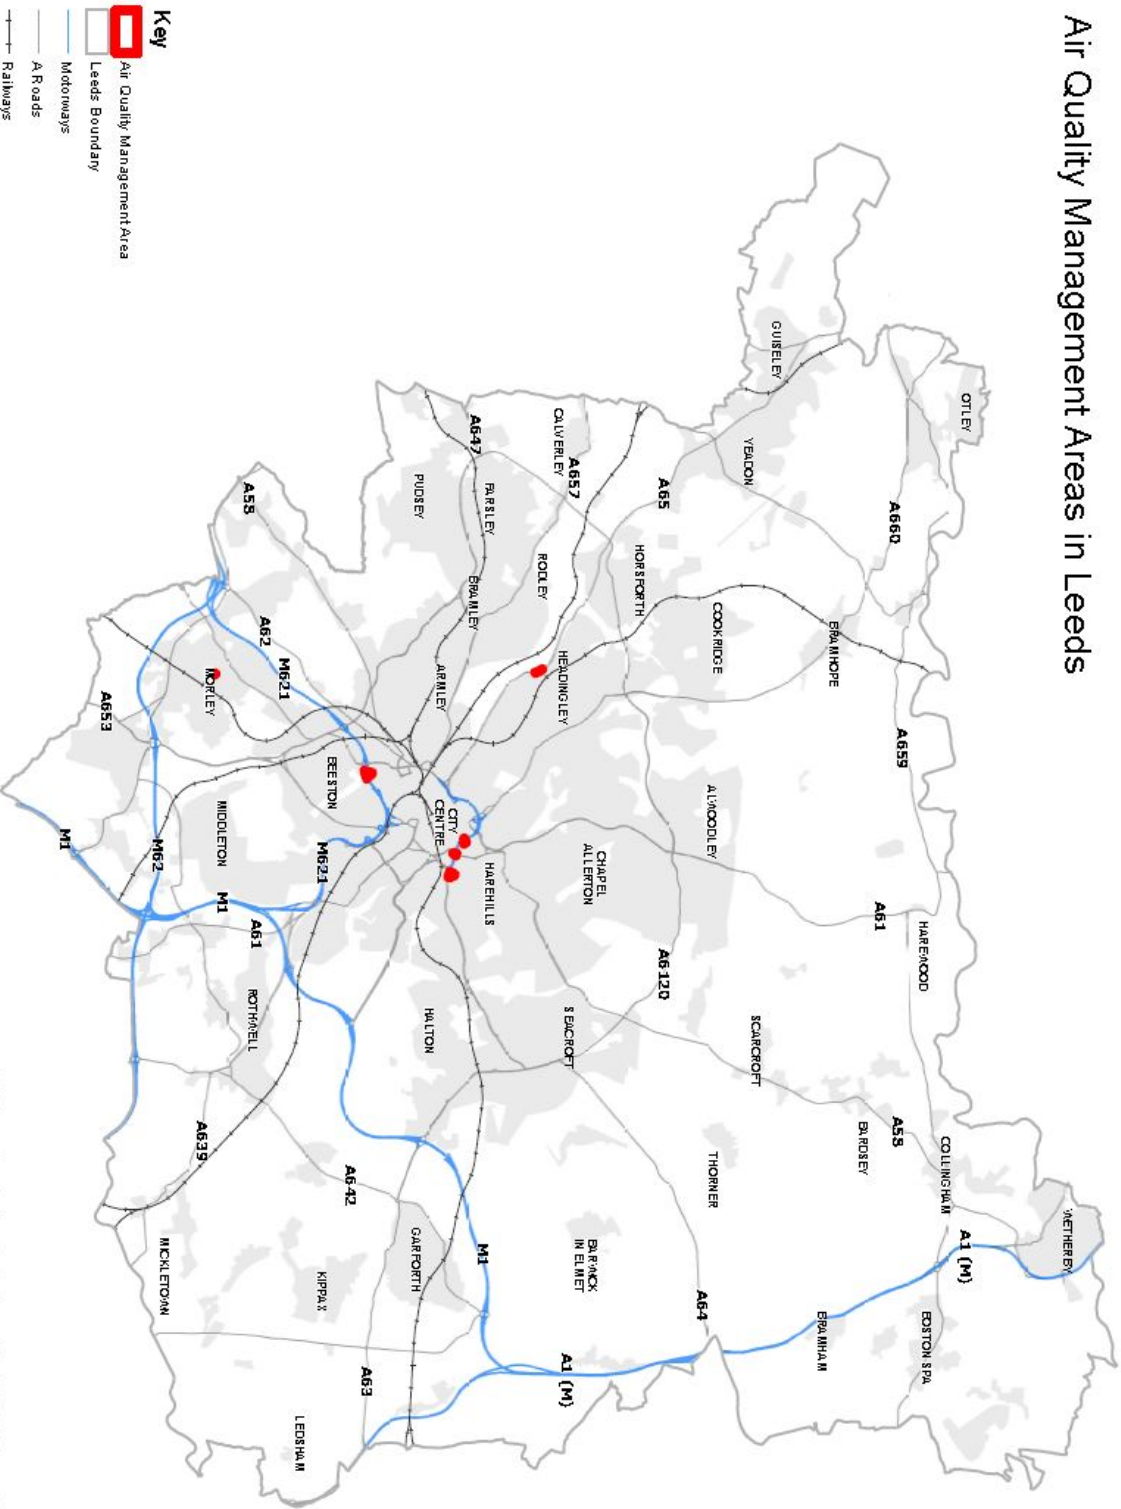 Air Quality Management Areas in Leeds
OTLEY
WETHERBY
GUISELEY
YEADON
A660
BRAMHOPE
A659
HAREWOOD
COLLINGHAM
A1 (M)
BOSTON SPA
A61
A58
BARDSEY
BRAMHAM
A65
COOKRIDGE
ALWOODLEY
SCARCROFT
THORNER
A64
CALVERLEY
A657
HORSFORTH
A6120
RODLEY
HEADINGLEY
CHAPEL
ALLERTON
SEACROFT
BARWICK
IN ELMET
A1 (M)
A647
FARSLEY
BRAMLEY
HAREHILLS
M1
PUDSEY
ARMLEY
CITY
CENTRE
HALTON
GARFORTH
A63
A58
A62
M621
BEESTON
M621
A642
KIPPAX
LEDSHAM
MORLEY
MIDDLETON
M1
A61
ROTHWELL
A639
MICKLETOWN
A653
M62
M1
Key
Air Quality Management Area
Leeds Boundary
Motorways
A Roads
Railways